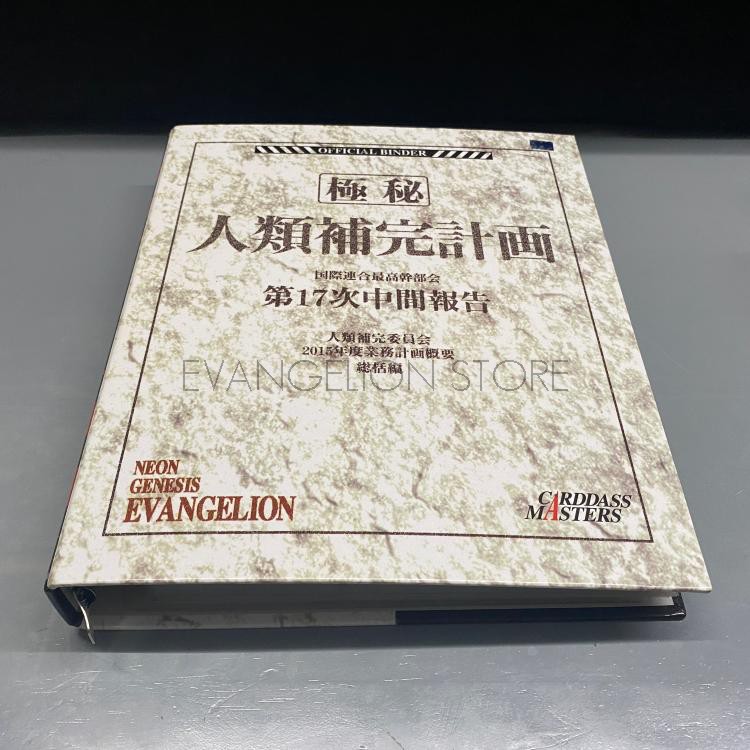 OFFICIAL BINDER
極秘
人類補完計画
国際連合最高幹部会
第17次中間報告
人類補完委員会
2015年度業務計画概要
総括編
EVANGELION STORE
NEON
GENESIS
EVANGELION
CARDDASS
MASTERS